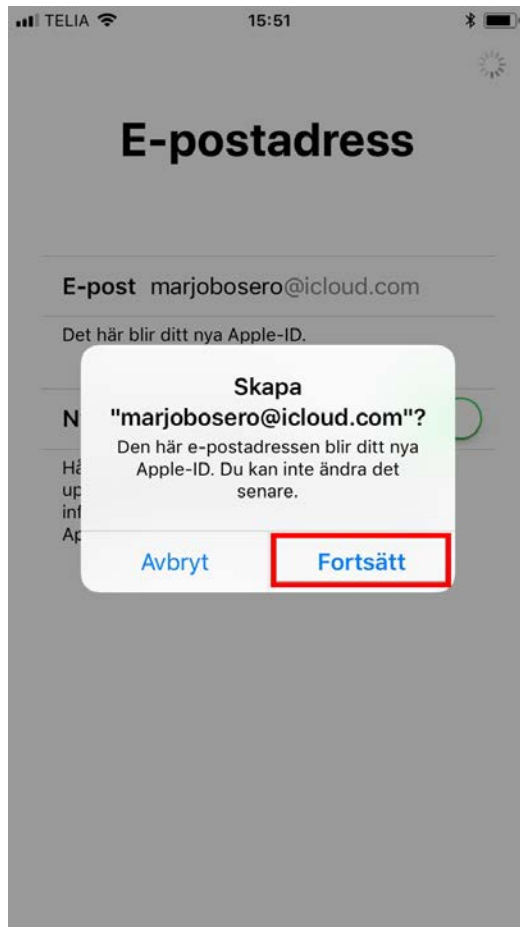 TELIA 15:51
E-postadress
E-post marjobosero@icloud.com
Det här blir ditt nya Apple-ID.
Skapa
"marjobosero@icloud.com"?
Den här e-postadressen blir ditt nya
Apple-ID. Du kan inte ändra det
senare.
Avbryt Fortsätt